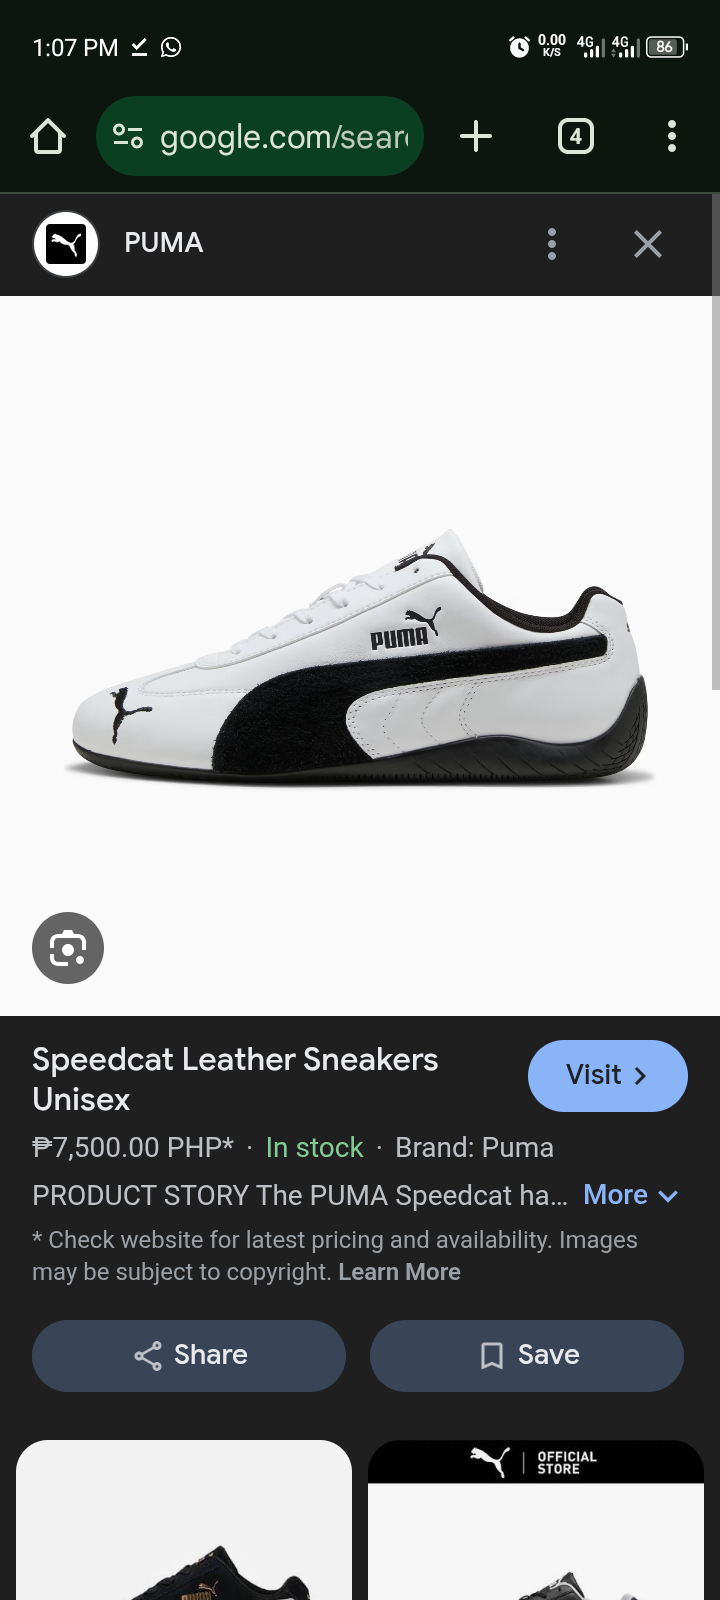 1:07 PM
0.00
K/S
4G
4G
86
google.com/sear
4
PUMA
PUMA
Speedcat Leather Sneakers
Unisex
Visit
₱7,500.00 PHP* · In stock · Brand: Puma
PRODUCT STORY The PUMA Speedcat ha... More
* Check website for latest pricing and availability. Images
may be subject to copyright. Learn More
Share
Save
OFFICIAL
STORE